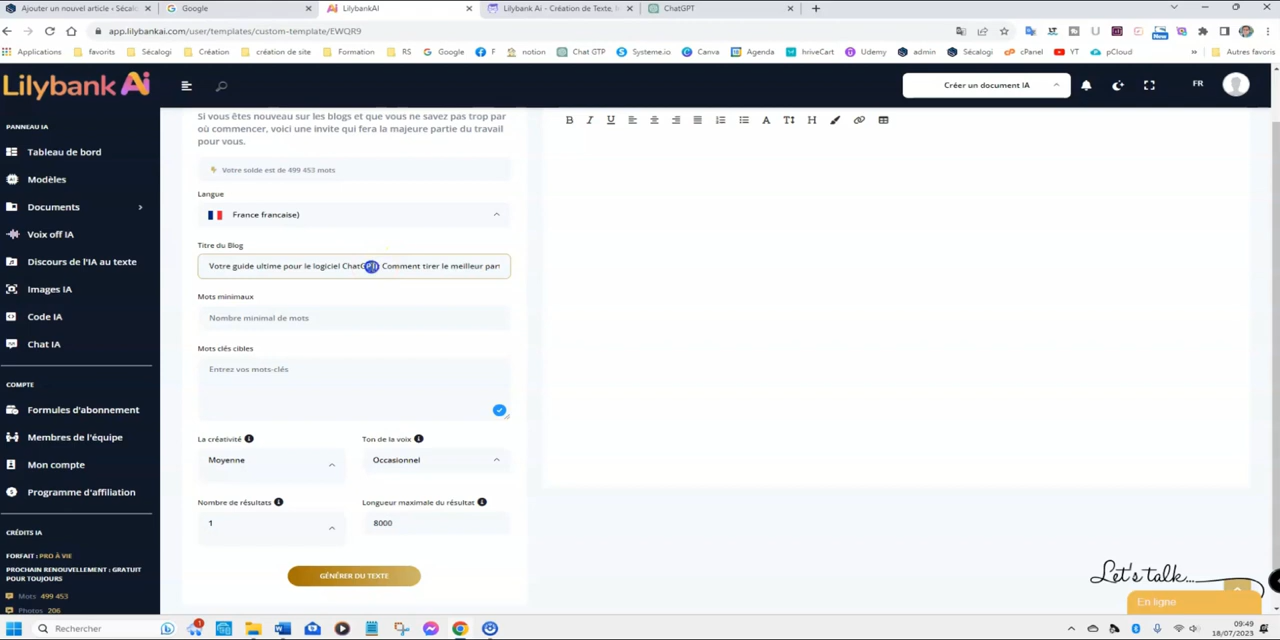 Ajouter un nouvel article ‹ Sécal
Google
LilybankAI
Lilybank Ai - Création de Texte, I
ChatGPT
app.lilybankai.com/user/templates/custom-template/EWQR9
Applications
favorits
Sécalogi
Création
création de site
Formation
RS
Google
F
notion
Chat GTP
Systeme.io
Canva
Agenda
hriveCart
Udemy
admin
Sécalogi
cPanel
YT
pCloud
»
Autres favoris
New
Lilybank Ai
Créer un document IA
FR
PANNEAU IA
Tableau de bord
Modèles
Documents
Voix off IA
Discours de l'IA au texte
Images IA
Code IA
Chat IA
COMPTE
Formules d'abonnement
Membres de l'équipe
Mon compte
Programme d'affiliation
CRÉDITS IA
FORFAIT : PRO À VIE
PROCHAIN RENOUVELLEMENT : GRATUIT
POUR TOUJOURS
Mots 499 453
Photos 206
Si vous êtes nouveau sur les blogs et que vous ne savez pas trop par
où commencer, voici une invite qui fera la majeure partie du travail
pour vous.
Votre solde est de 499 453 mots
Langue
France francaise)
Titre du Blog
Votre guide ultime pour le logiciel ChatGPT: Comment tirer le meilleur par
Mots minimaux
Nombre minimal de mots
Mots clés cibles
Entrez vos mots-clés
La créativité
Ton de la voix
Moyenne
Occasionnel
Nombre de résultats
Longueur maximale du résultat
1
8000
GÉNÉRER DU TEXTE
B I U A T H
Let's talk...
En ligne
Rechercher
1
09:49
18/07/2023